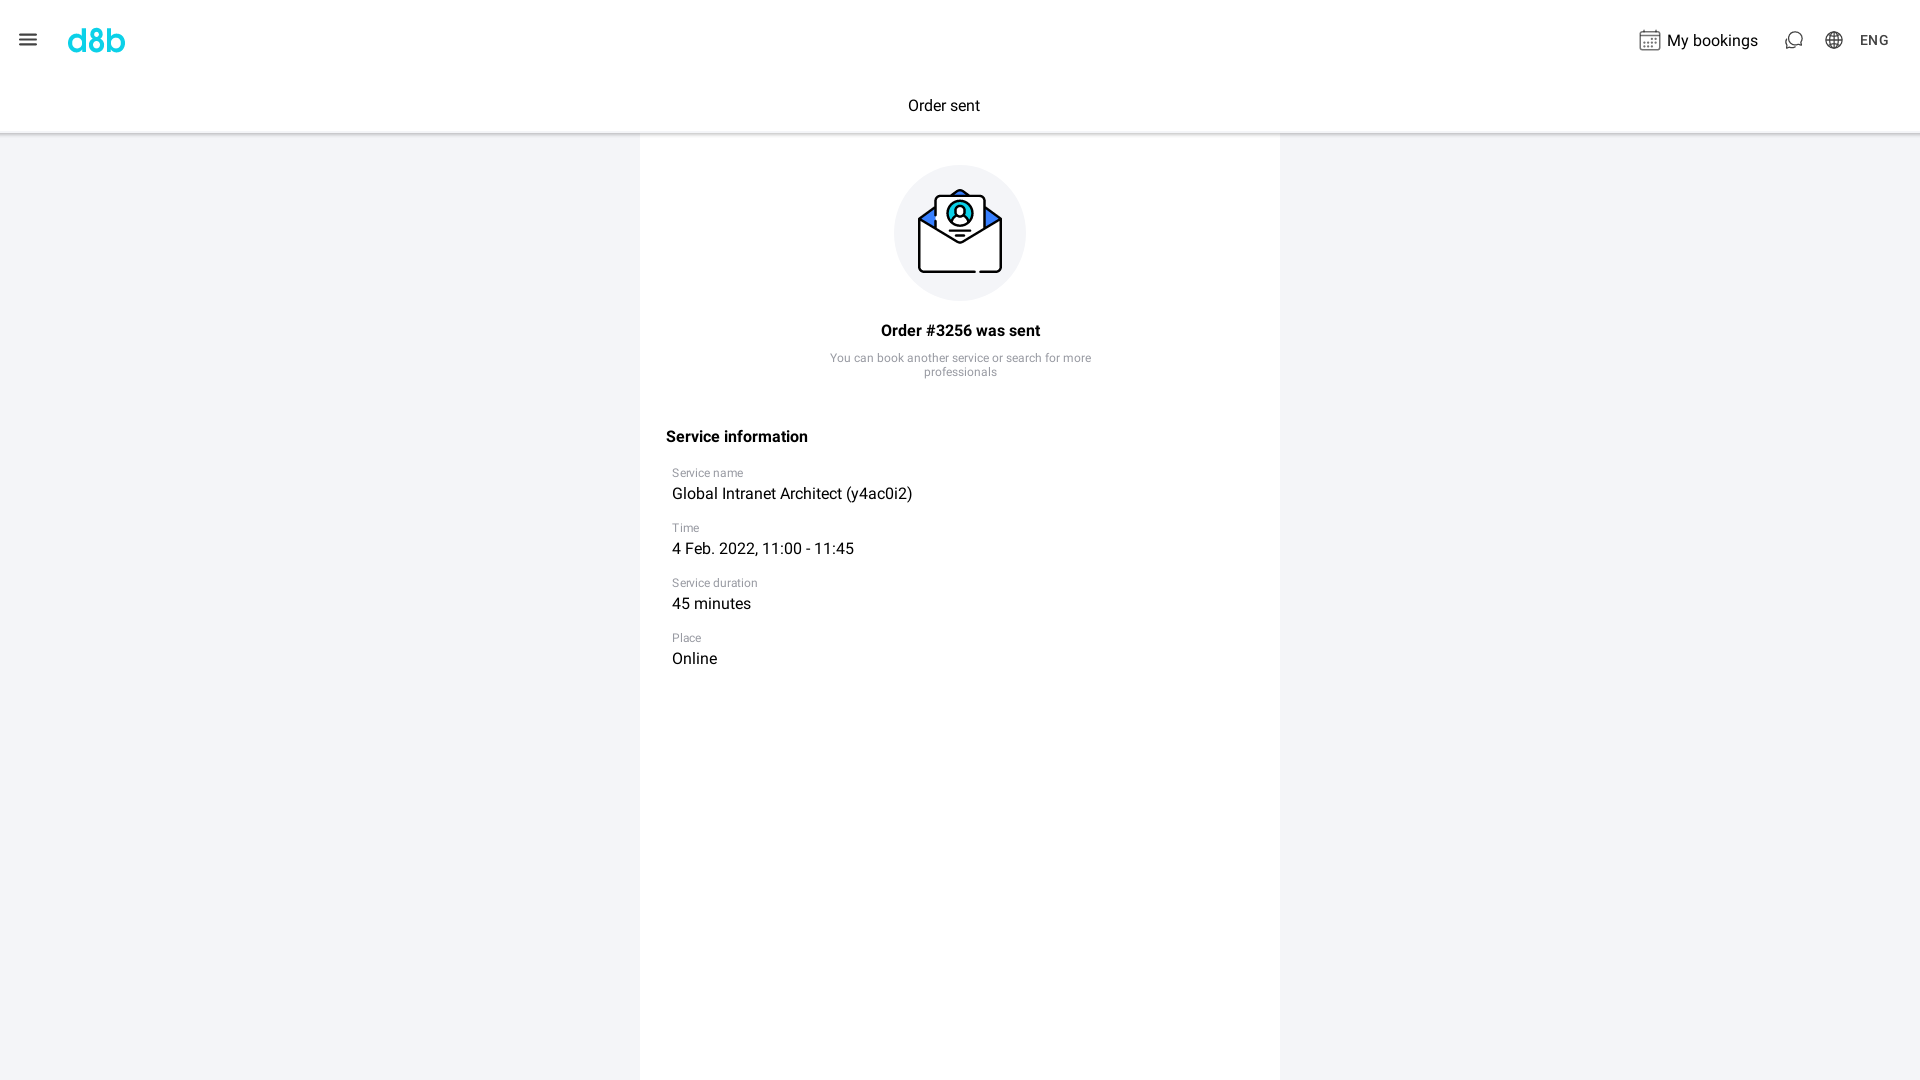 d8b
My bookings
ENG
Order sent
Order #3256 was sent
You can book another service or search for more
professionals
Service information
Service name
Global Intranet Architect (y4ac0i2)
Time
4 Feb. 2022, 11:00 - 11:45
Service duration
45 minutes
Place
Online